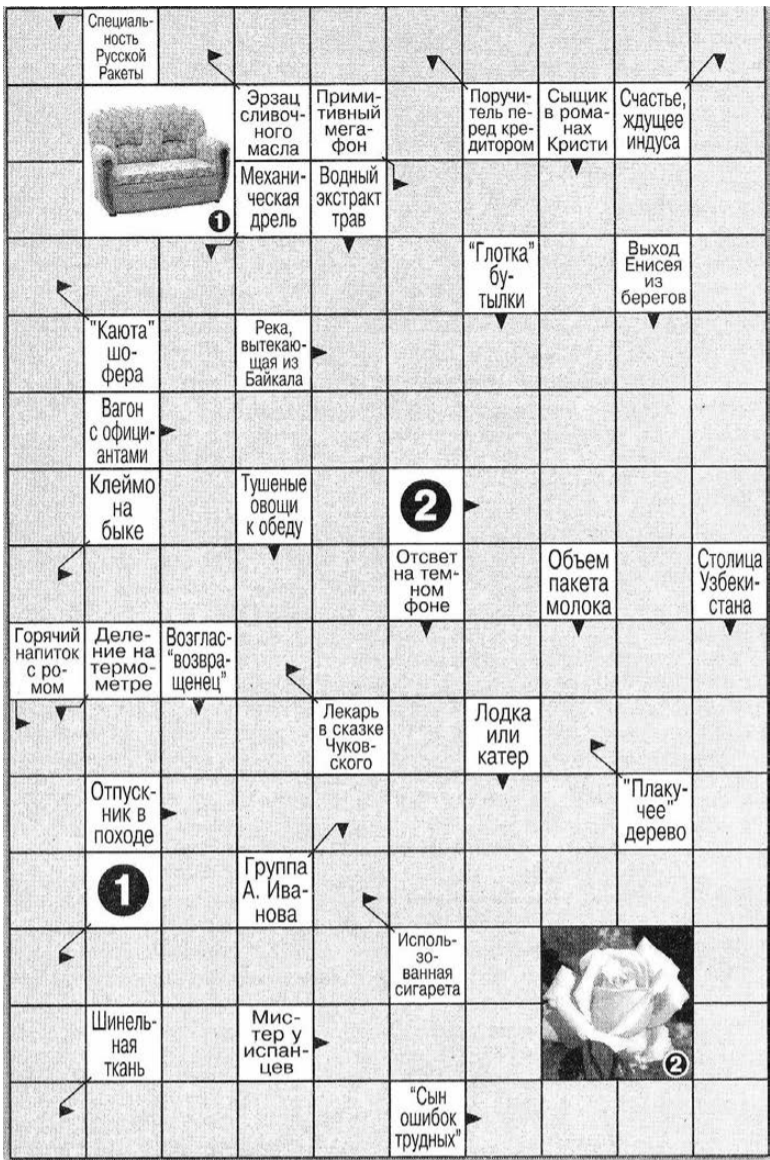 Специаль-
ность
Русской
Ракеты
Эрзац
сливоч-
ного
масла
Прими-
тивный
мега-
фон
Поручи-
тель пе-
ред кре-
дитором
Сыщик
в рома-
нах
Кристи
Счастье,
ждущее
индуса
1
Механи-
ческая
дрель
Водный
экстракт
трав
"Глотка"
бу-
тылки
Выход
Енисея
из
берегов
"Каюта"
шо-
фера
Река,
вытекаю-
щая из
Байкала
Вагон
с офици-
антами
Клеймо
на
быке
Тушеные
овощи
к обеду
2
Отсвет
на тем-
ном
фоне
Объем
пакета
молока
Столица
Узбеки-
стана
Горячий
напиток
с ро-
мом
Деле-
ние на
термо-
метре
Возглас-
"возвра-
щенец"
Лекарь
в сказке
Чуков-
ского
Лодка
или
катер
Отпуск-
ник в
походе
"Плаку-
чее"
дерево
1
Группа
А. Ива-
нова
Исполь-
зо-
ванная
сигарета
Шинель-
ная
ткань
Мис-
тер у
испан-
цев
2
"Сын
ошибок
трудных"